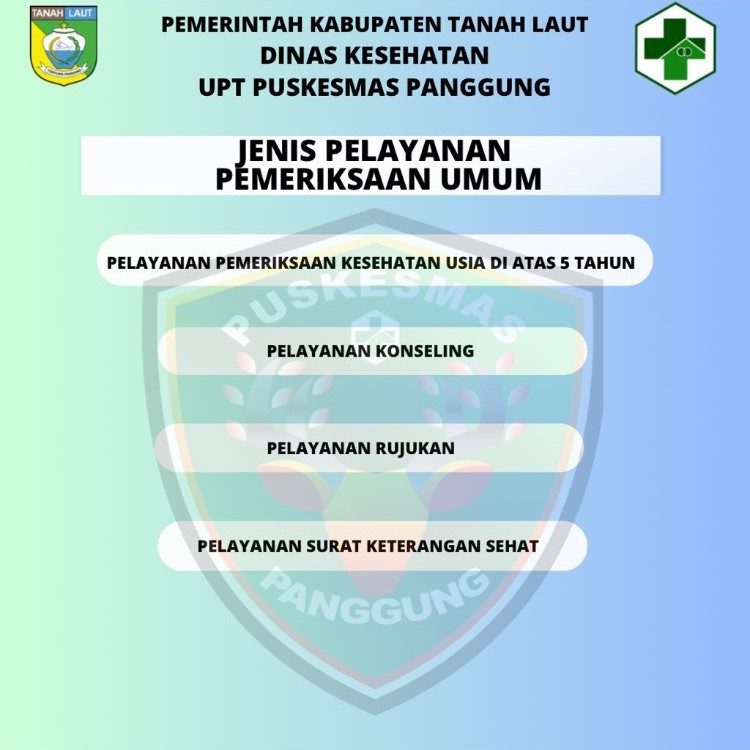 TANAH LAUT
PEMERINTAH KABUPATEN TANAH LAUT
DINAS KESEHATAN
UPT PUSKESMAS PANGGUNG
JENIS PELAYANAN
PEMERIKSAAN UMUM
PELAYANAN PEMERIKSAAN KESEHATAN USIA DI ATAS 5 TAHUN
PUSKESMAS
PELAYANAN KONSELING
PELAYANAN RUJUKAN
PELAYANAN SURAT KETERANGAN SEHAT
PANGGUNG